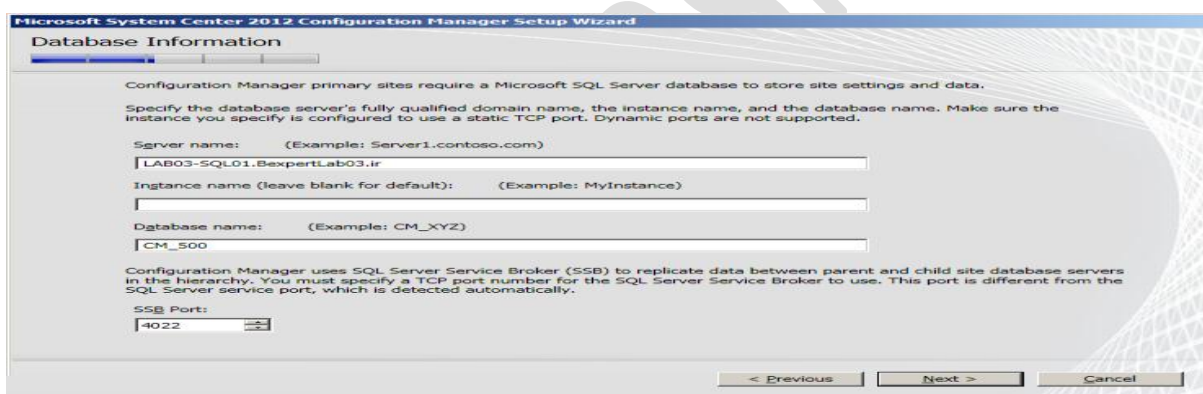 Microsoft System Center 2012 Configuration Manager Setup Wizard
Database Information
Configuration Manager primary sites require a Microsoft SQL Server database to store site settings and data.
Specify the database server's fully qualified domain name, the instance name, and the database name. Make sure the
instance you specify is configured to use a static TCP port. Dynamic ports are not supported.
Server name: (Example: Server1.contoso.com)
LAB03-SQL01.BexpertLab03.ir
Instance name (leave blank for default): (Example: MyInstance)
Database name: (Example: CM_XYZ)
CM_S00
Configuration Manager uses SQL Server Service Broker (SSB) to replicate data between parent and child site database servers
in the hierarchy. You must specify a TCP port number for the SQL Server Service Broker to use. This port is different from the
SQL Server service port, which is detected automatically.
SSB Port:
4022
< Previous Next > Cancel